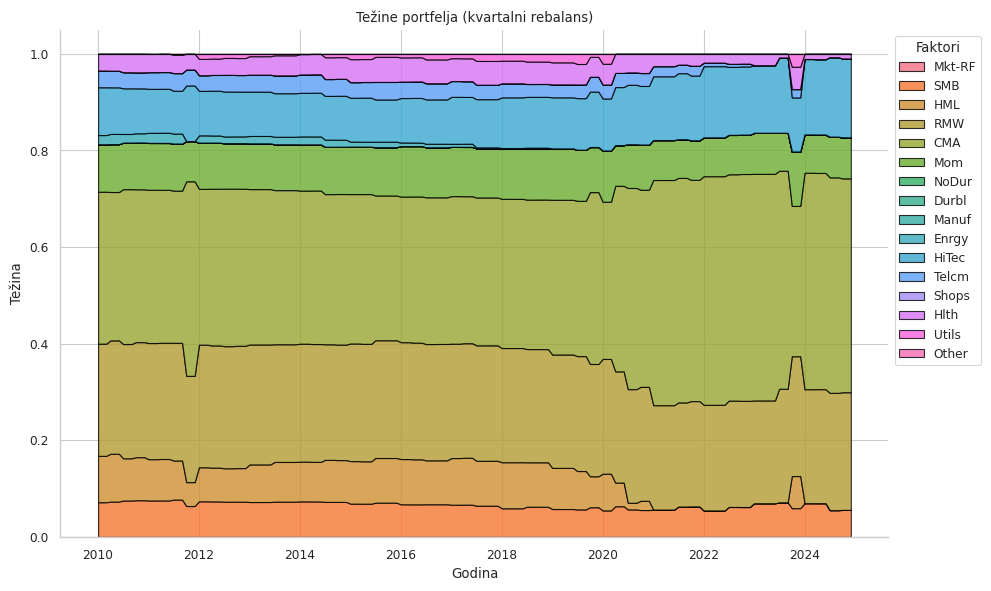 Težine portfelja (kvartalni rebalans)
Težina
1.0
0.8
0.6
0.4
0.2
0.0
2010 2012 2014 2016 2018 2020 2022 2024
Godina
Faktori
Mkt-RF
SMB
HML
RMW
CMA
Mom
NoDur
Durbl
Manuf
Enrgy
HiTec
Telcm
Shops
Hlth
Utils
Other